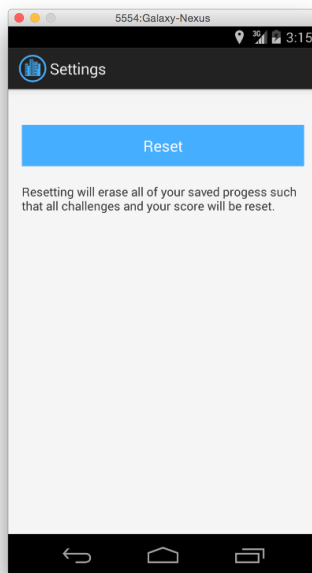 5554:Galaxy-Nexus
3G 3:15
Settings
Reset
Resetting will erase all of your saved progess such
that all challenges and your score will be reset.